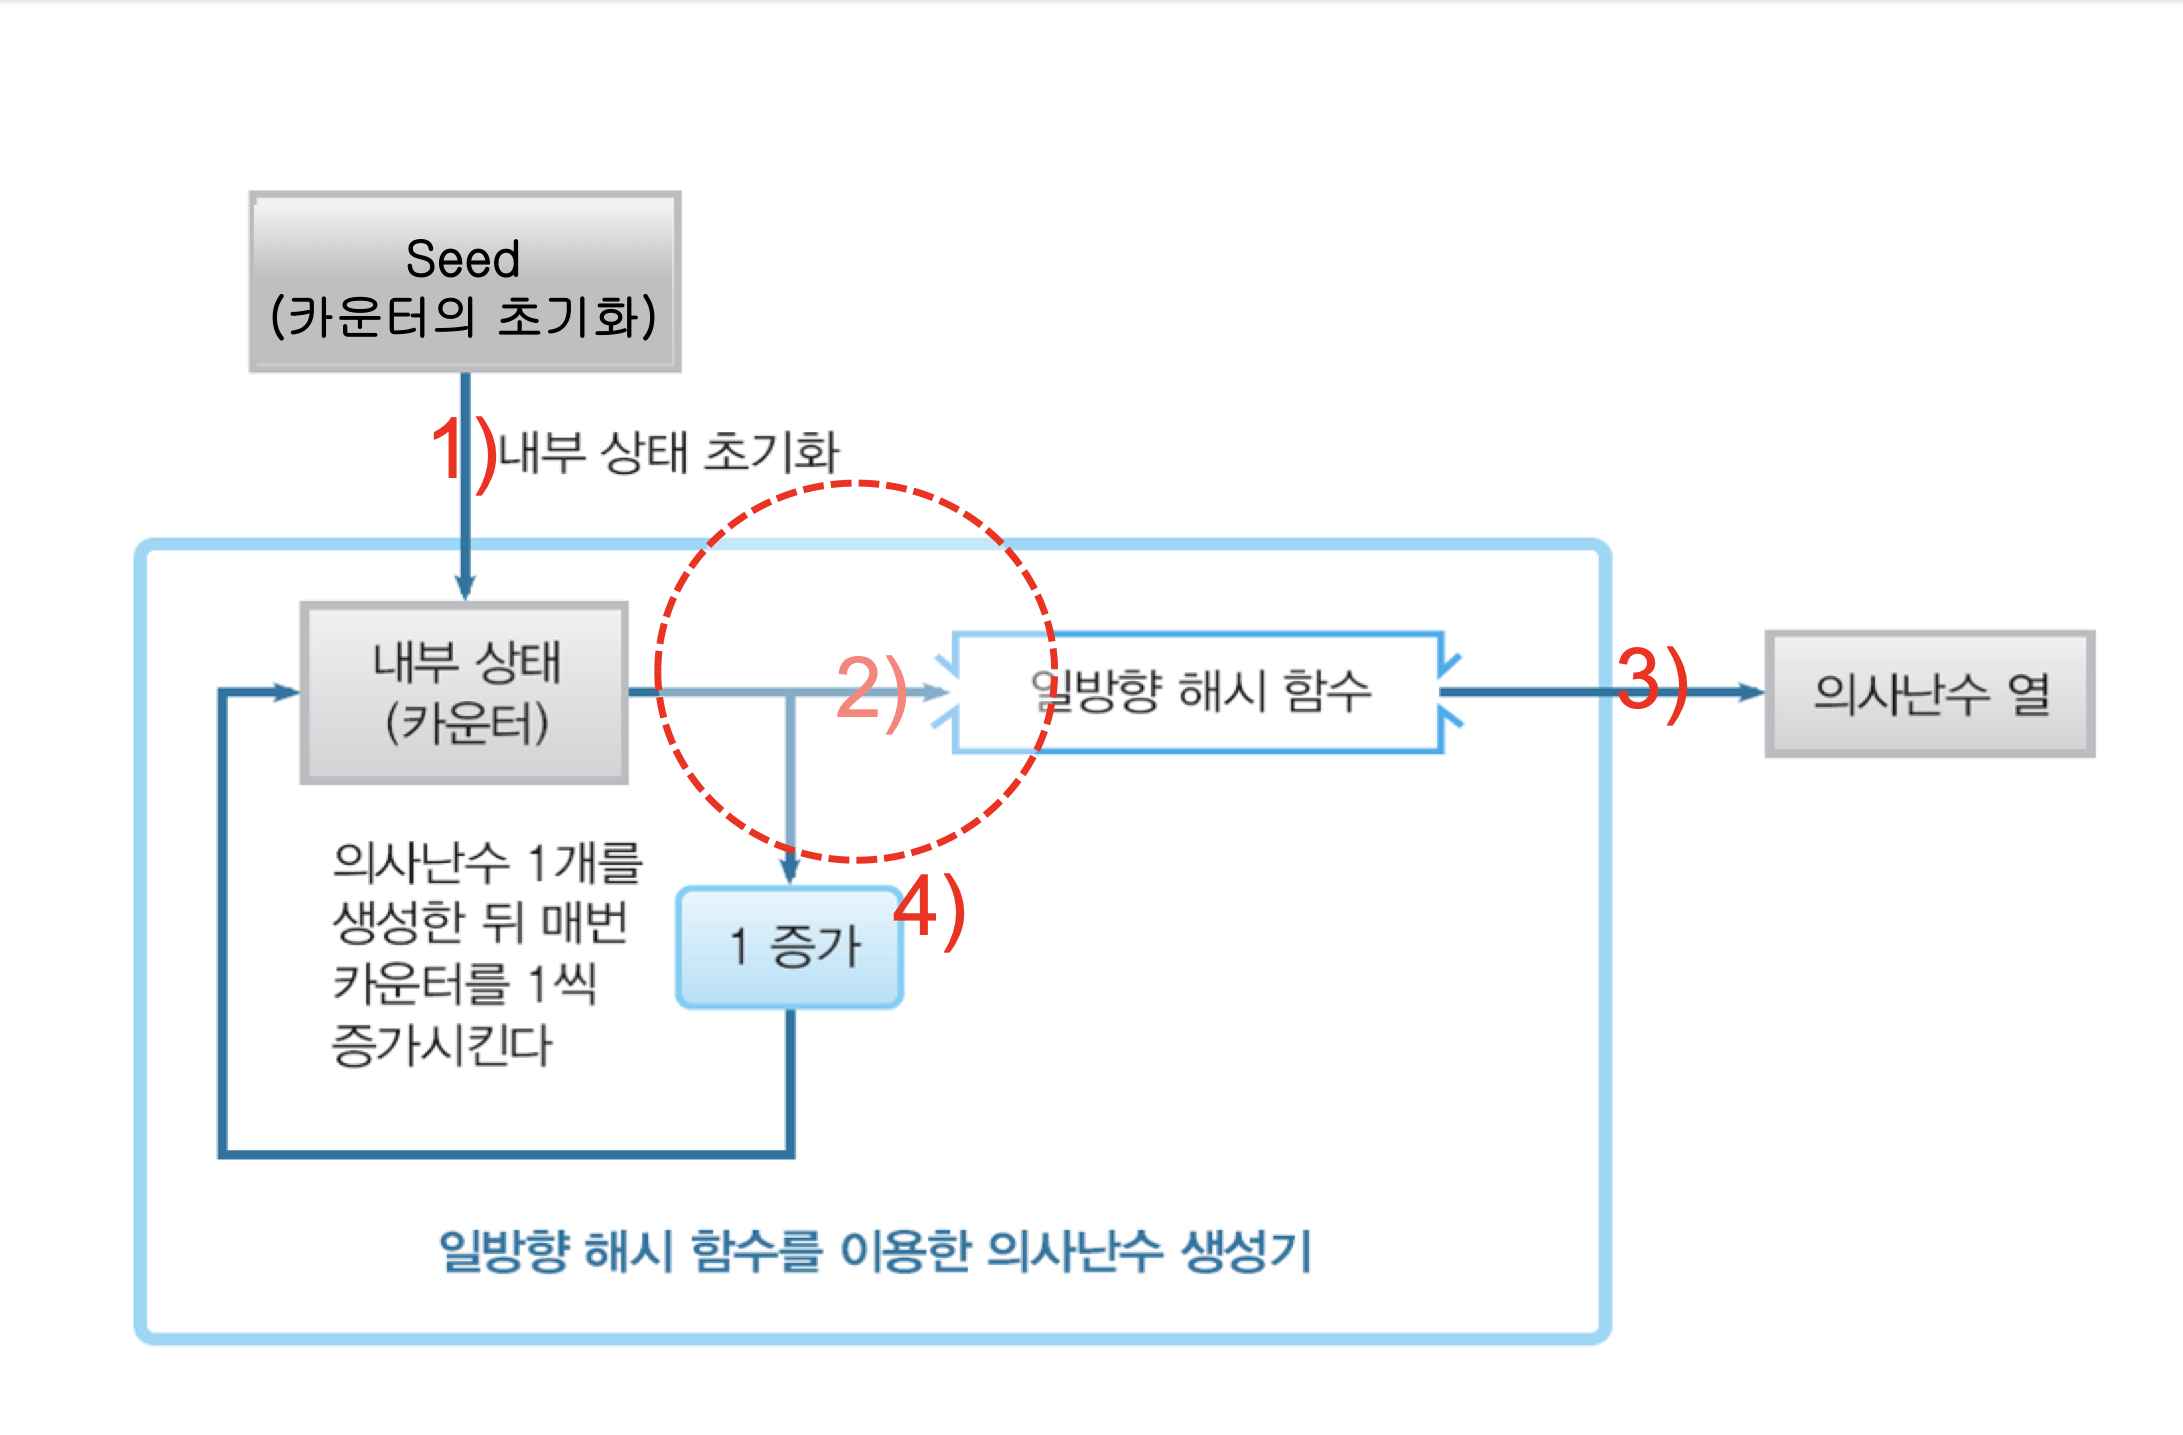 Seed
(카운터의 초기화)
1) 내부 상태 초기화
내부 상태
(카운터)
2)
일방향 해시 함수
3)
의사난수 열
의사난수 1개를
생성한 뒤 매번
카운터를 1씩
증가시킨다
4)
1 증가
일방향 해시 함수를 이용한 의사난수 생성기